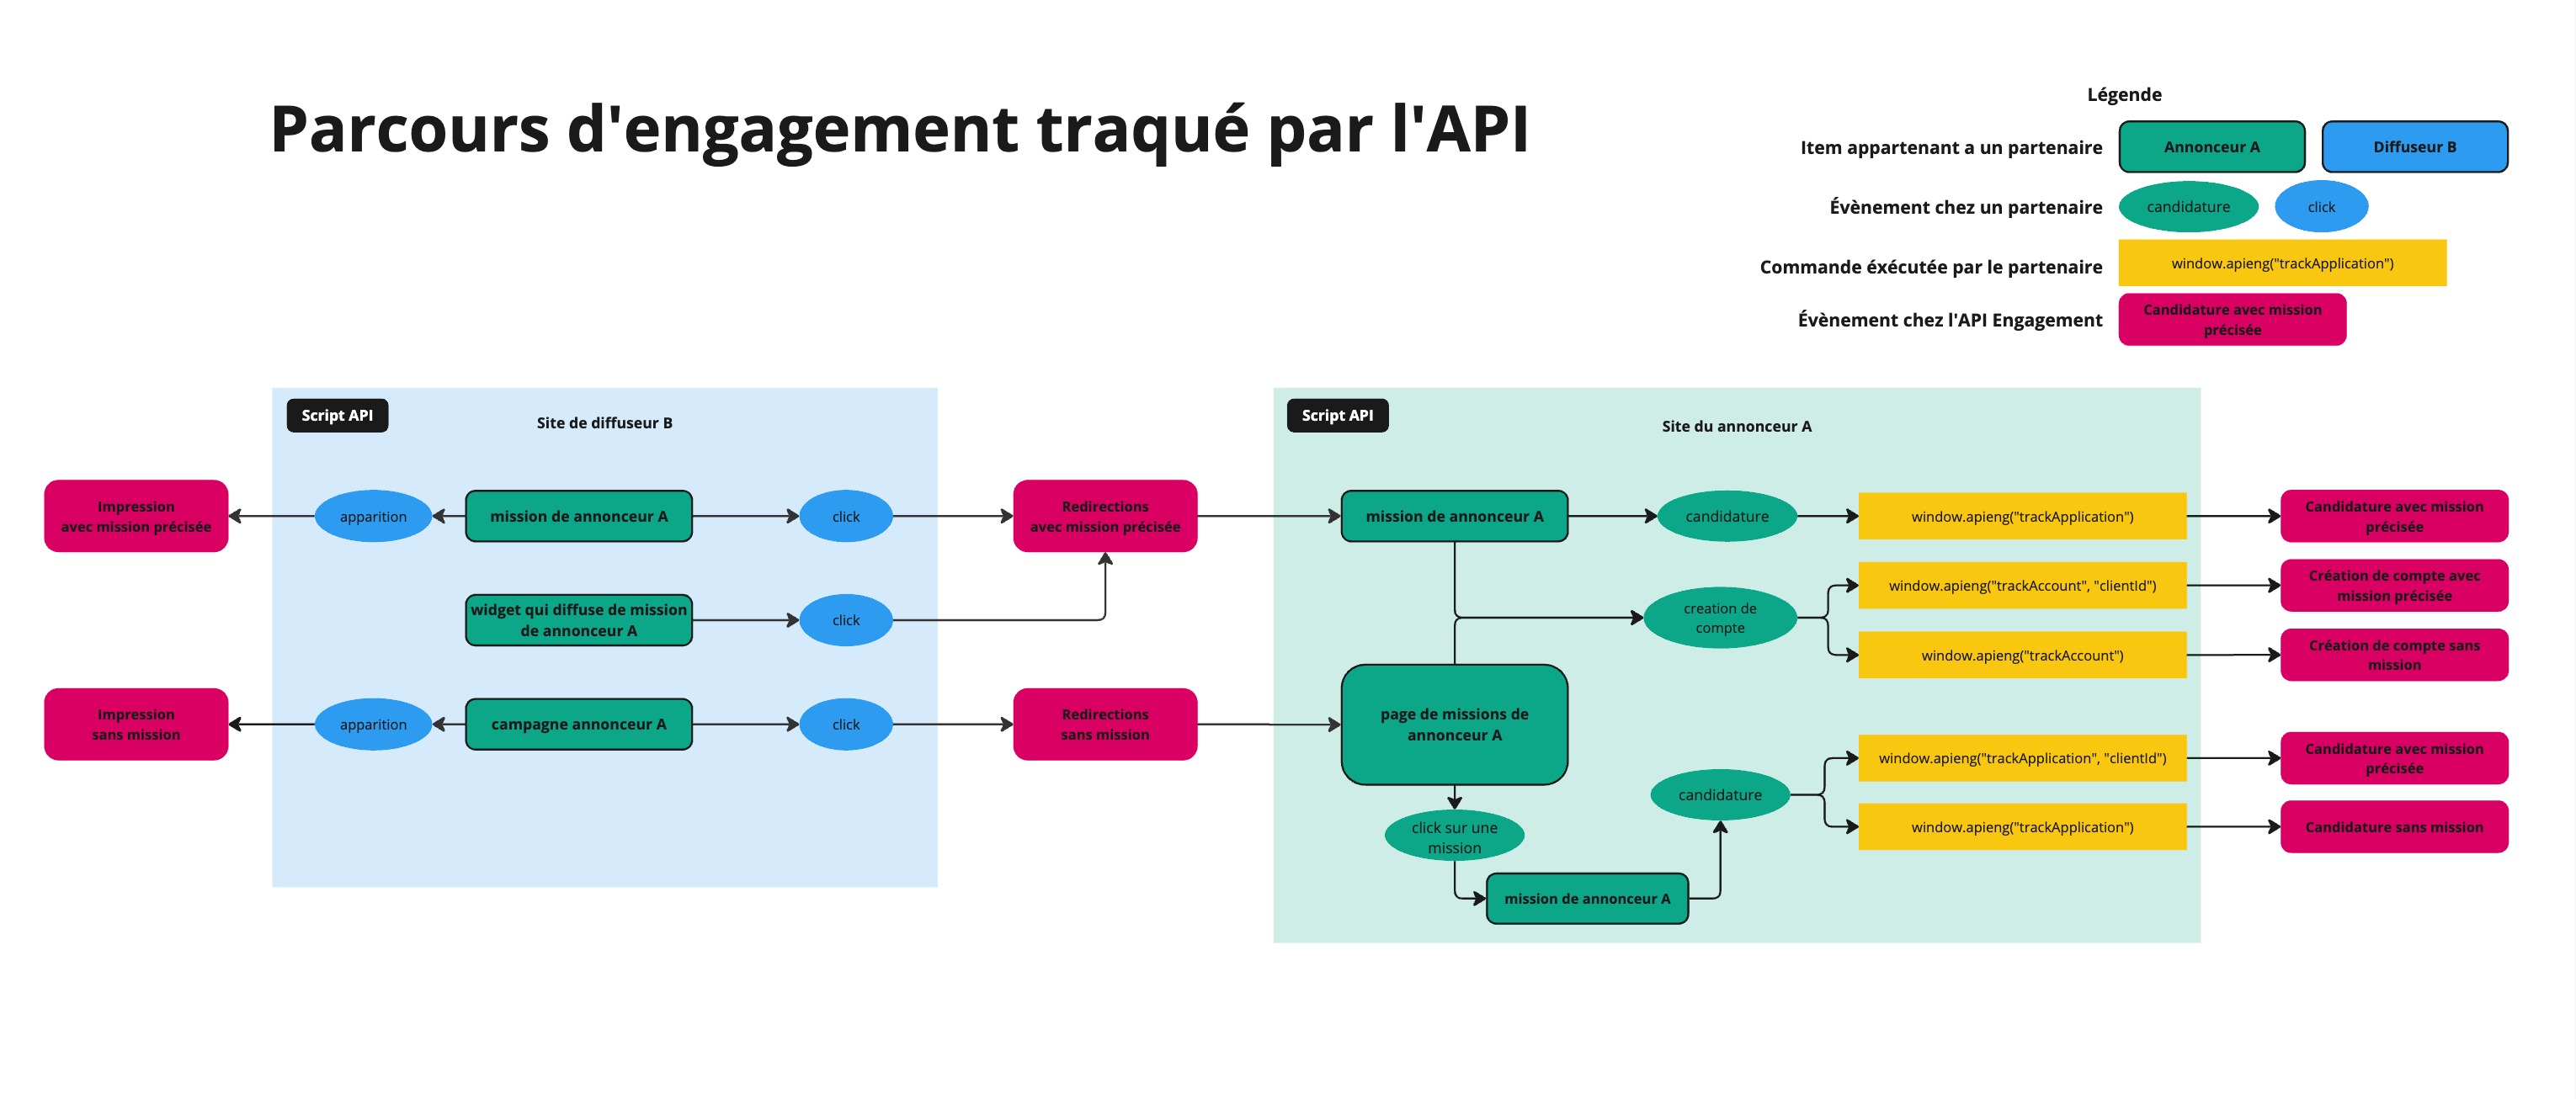 Parcours d'engagement traqué par l'API
Légende
Item appartenant a un partenaire
Annonceur A
Diffuseur B
Évènement chez un partenaire
candidature
click
Commande éxécutée par le partenaire
window.apieng("trackApplication")
Évènement chez l'API Engagement
Candidature avec mission
précisée
Script API
Site de diffuseur B
Impression
avec mission précisée
apparition
mission de annonceur A
click
Redirections
avec mission précisée
widget qui diffuse de mission
de annonceur A
click
Impression
sans mission
apparition
campagne annonceur A
click
Redirections
sans mission
Script API
Site du annonceur A
mission de annonceur A
candidature
window.apieng("trackApplication")
Candidature avec mission
précisée
creation de
compte
window.apieng("trackAccount", "clientId")
Création de compte avec
mission précisée
window.apieng("trackAccount")
Création de compte sans
mission
page de missions de
annonceur A
click sur une
mission
mission de annonceur A
candidature
window.apieng("trackApplication", "clientId")
Candidature avec mission
précisée
window.apieng("trackApplication")
Candidature sans mission